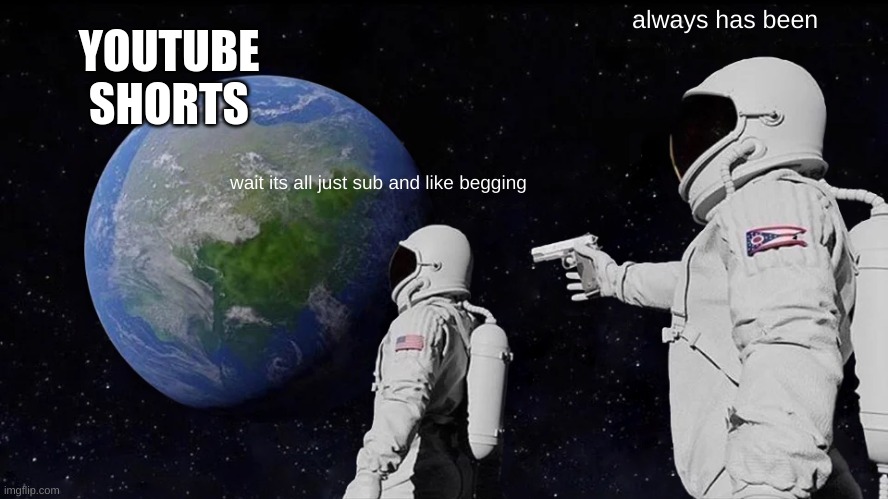 always has been
YOUTUBE
SHORTS
wait its all just sub and like begging
imgflip.com